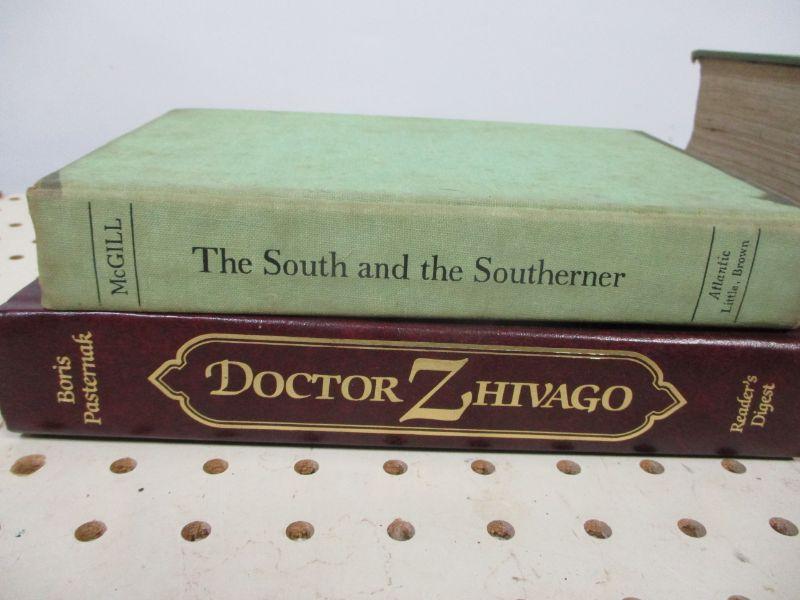 McGILL
The South and the Southerner
Atlantic
Little, Brown
Boris
Pasternak
DOCTOR ZHIVAGO
Reader's
Digest